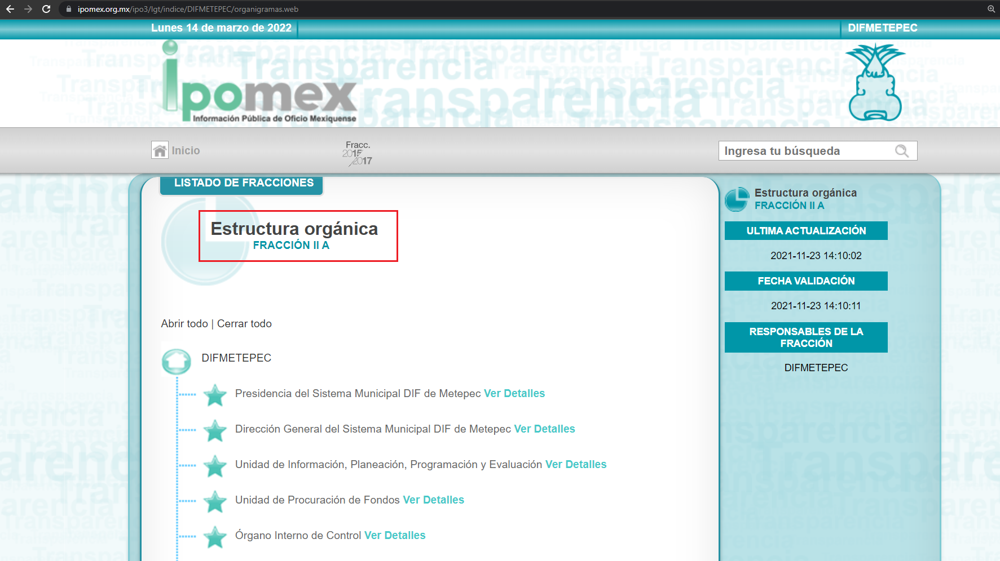 ipomex.org.mx/ipo3/lgt/indice/DIFMETEPEC/organigramas.web
Lunes 14 de marzo de 2022
DIFMETEPEC
ipomex
Información Pública de Oficio Mexiquense
Inicio
Fracc.
2015/2017
Ingresa tu búsqueda
LISTADO DE FRACCIONES
Estructura orgánica
FRACCIÓN II A
Abrir todo | Cerrar todo
DIFMETEPEC
Presidencia del Sistema Municipal DIF de Metepec Ver Detalles
Dirección General del Sistema Municipal DIF de Metepec Ver Detalles
Unidad de Información, Planeación, Programación y Evaluación Ver Detalles
Unidad de Procuración de Fondos Ver Detalles
Órgano Interno de Control Ver Detalles
Estructura orgánica
FRACCIÓN II A
ULTIMA ACTUALIZACIÓN
2021-11-23 14:10:02
FECHA VALIDACIÓN
2021-11-23 14:10:11
RESPONSABLES DE LA
FRACCIÓN
DIFMETEPEC